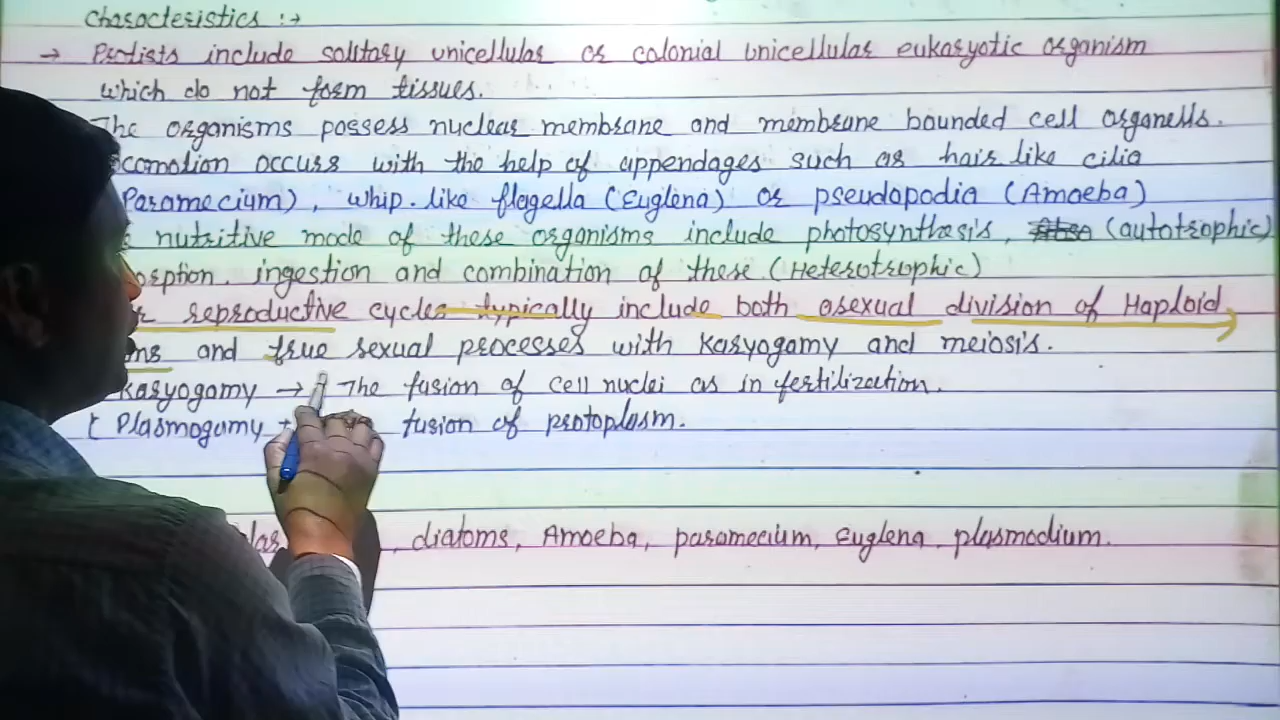 Characteristics :→
→ Protists include solitary unicellular or colonial unicellular eukaryotic organism
which do not form tissues.
The organisms possess nuclear membrane and membrane bounded cell organells.
comotion occurs with the help of appendages such as hair like cilia
Paramecium), whip-like flagella (Euglena) or pseudopodia (Amoeba)
nutritive mode of these organisms include photosynthesis, (autotrophic)
orption, ingestion and combination of these (Heterotrophic)
reproductive cycles typically include both asexual division of Haploid
ms and true sexual processes with Karyogamy and meiosis.
Karyogamy → The fusion of cell nuclei as in fertilization.
( Plasmogamy fusion of protoplasm.
, diatoms, Amoeba, paramecium, Euglena, plasmodium.